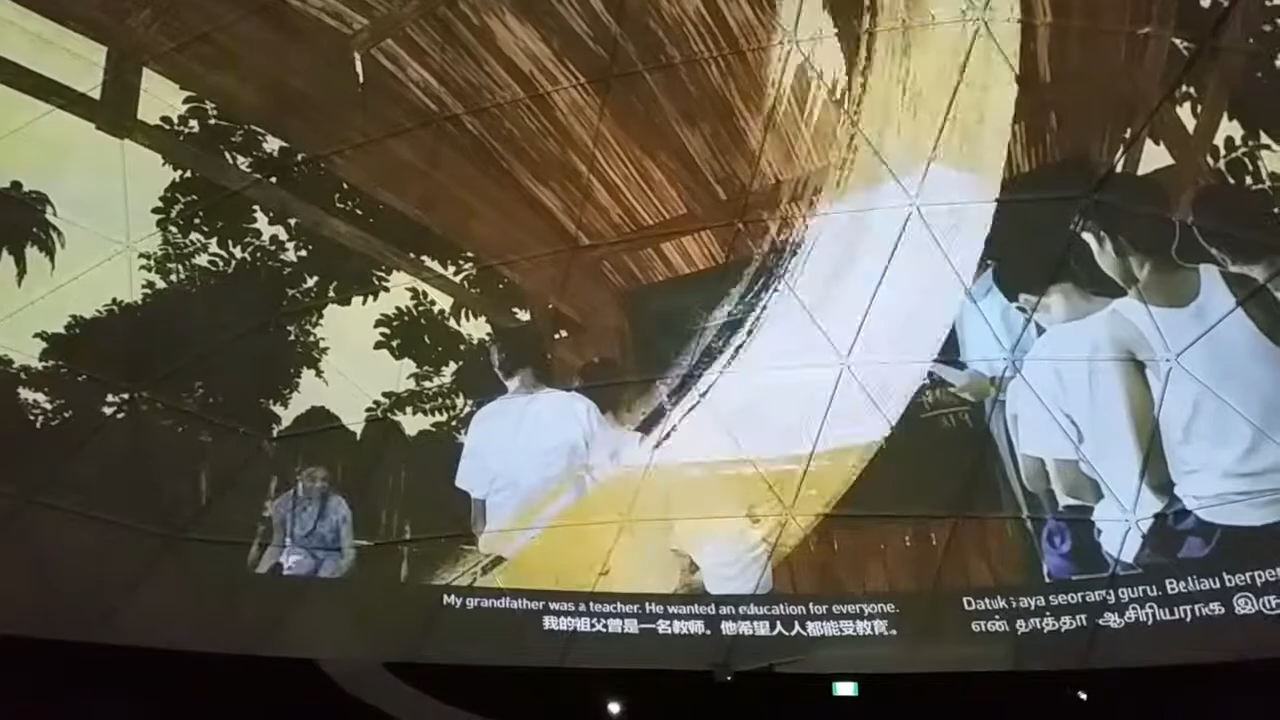 My grandfather was a teacher. He wanted an education for everyone.
我的祖父曾是一名教师。他希望人人都能受教育。
Datuk saya seorang guru. Beliau
என் தாத்தா ஆசிரியராக